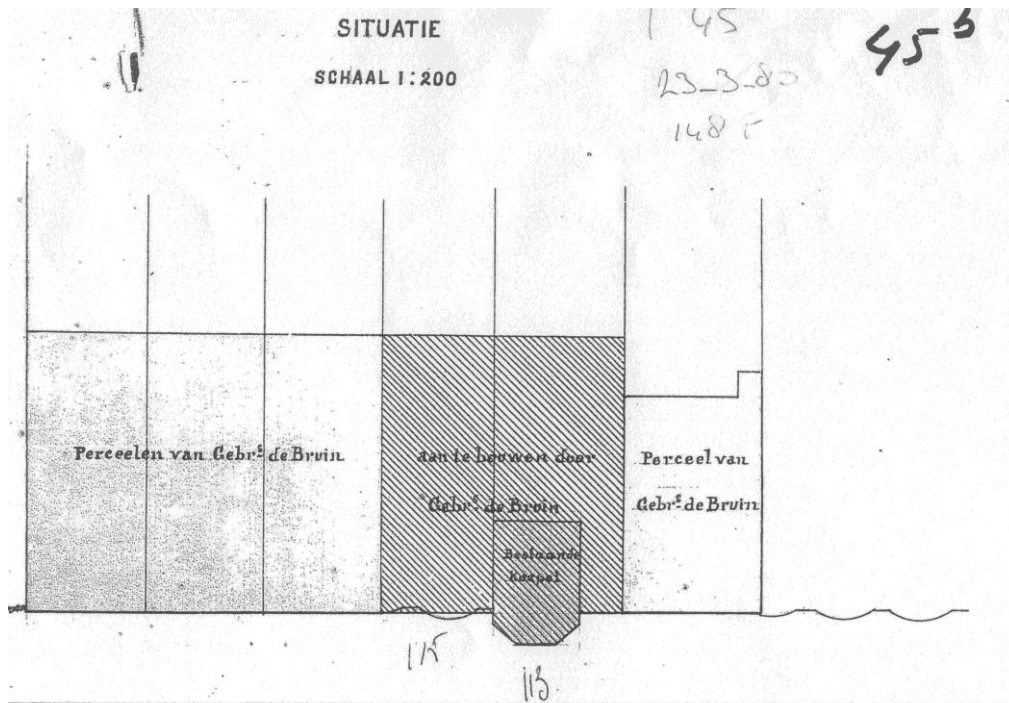 SITUATIE
SCHAAL 1:200
45
45 b
23-3-80
148 F
Perceelen van Gebrs de Bruin
aan te bouwen door
Gebrs de Bruin
Perceel van
Gebrs de Bruin
Bestaande
Koepel
115
113